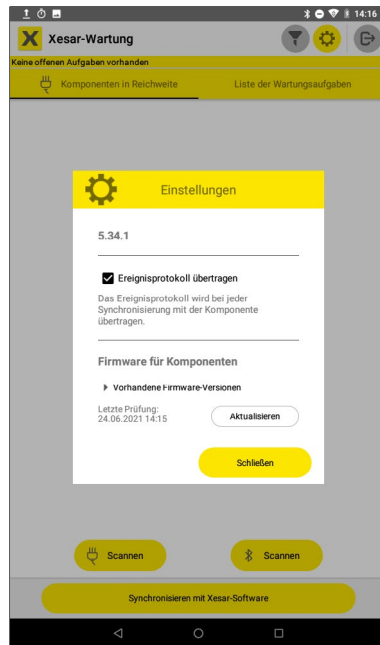 14:16
X Xesar-Wartung
Keine offenen Aufgaben vorhanden
Komponenten in Reichweite
Liste der Wartungsaufgaben
Einstellungen
5.34.1
Ereignisprotokoll übertragen
Das Ereignisprotokoll wird bei jeder
Synchronisierung mit der Komponente
übertragen.
Firmware für Komponenten
Vorhandene Firmware-Versionen
Letzte Prüfung:
24.06.2021 14:15
Aktualisieren
Schließen
Scannen
Scannen
Synchronisieren mit Xesar-Software